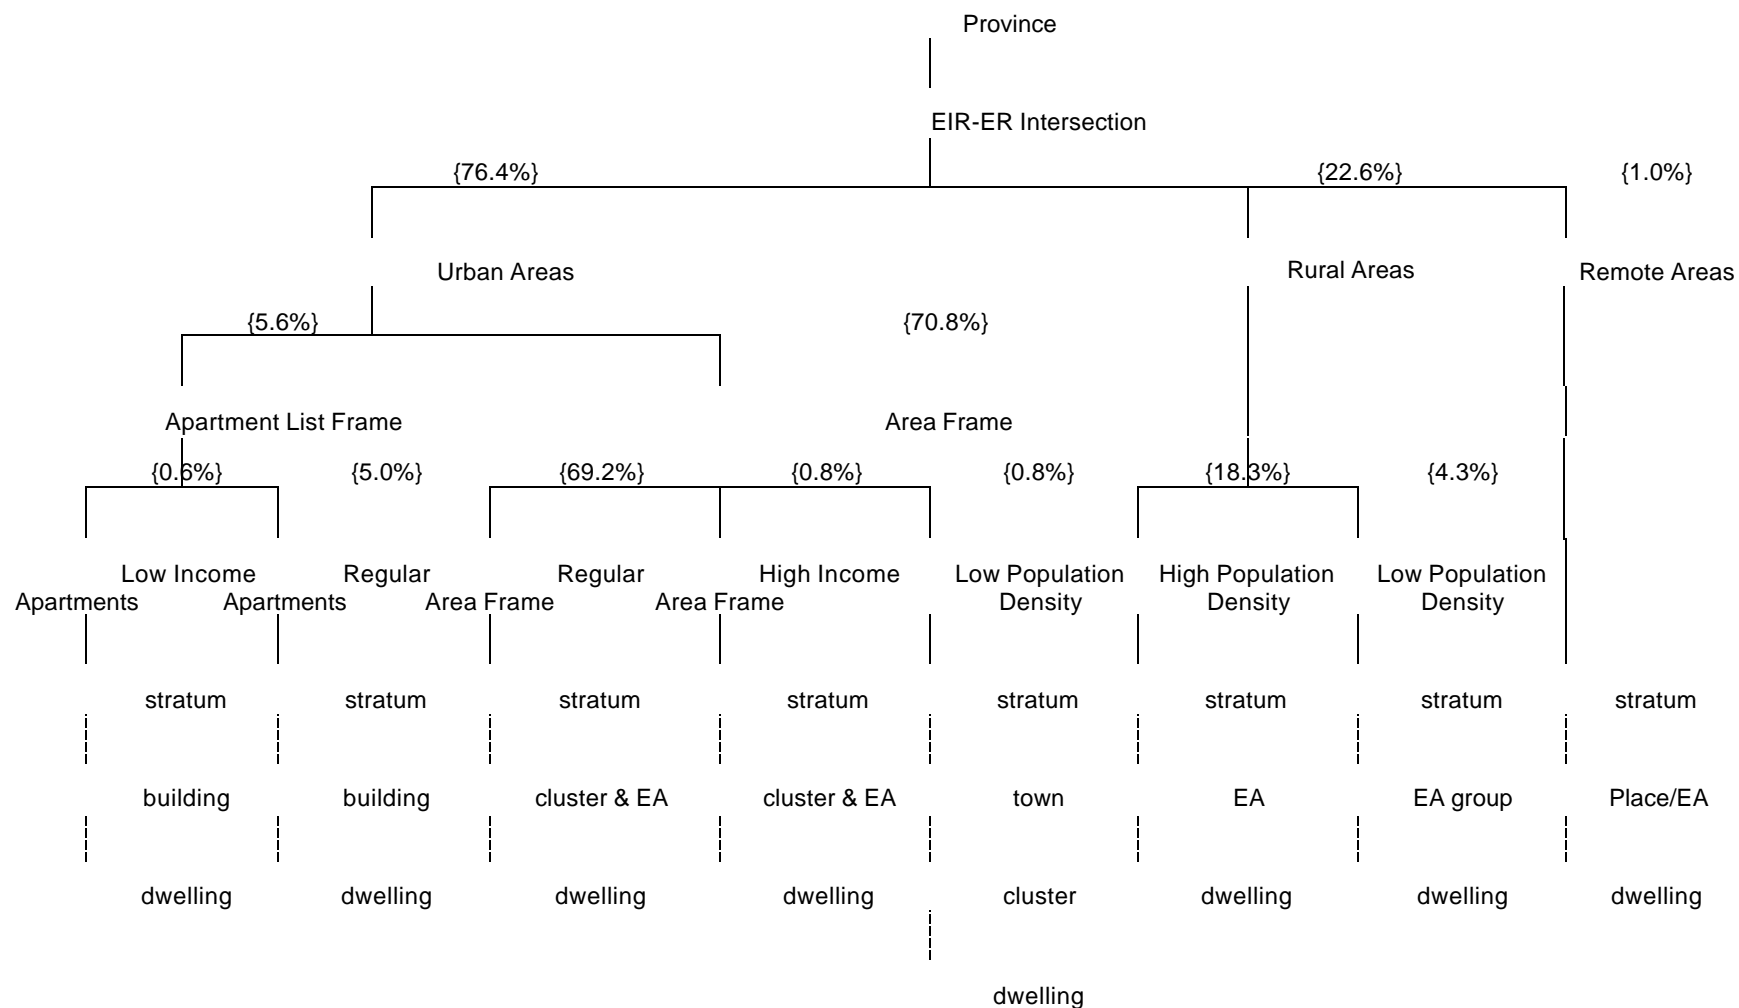 Province
EIR-ER Intersection
{76.4%} {22.6%} {1.0%}
Urban Areas Rural Areas Remote Areas
{5.6%} {70.8%}
Apartment List Frame Area Frame
{0.6%} {5.0%} {69.2%} {0.8%} {0.8%} {18.3%} {4.3%}
Low Income Regular Regular High Income Low Population High Population Low Population
Apartments Apartments Area Frame Area Frame Density Density Density
stratum stratum stratum stratum stratum stratum stratum stratum
building building cluster & EA cluster & EA town EA EA group Place/EA
dwelling dwelling dwelling dwelling cluster dwelling dwelling dwelling
dwelling